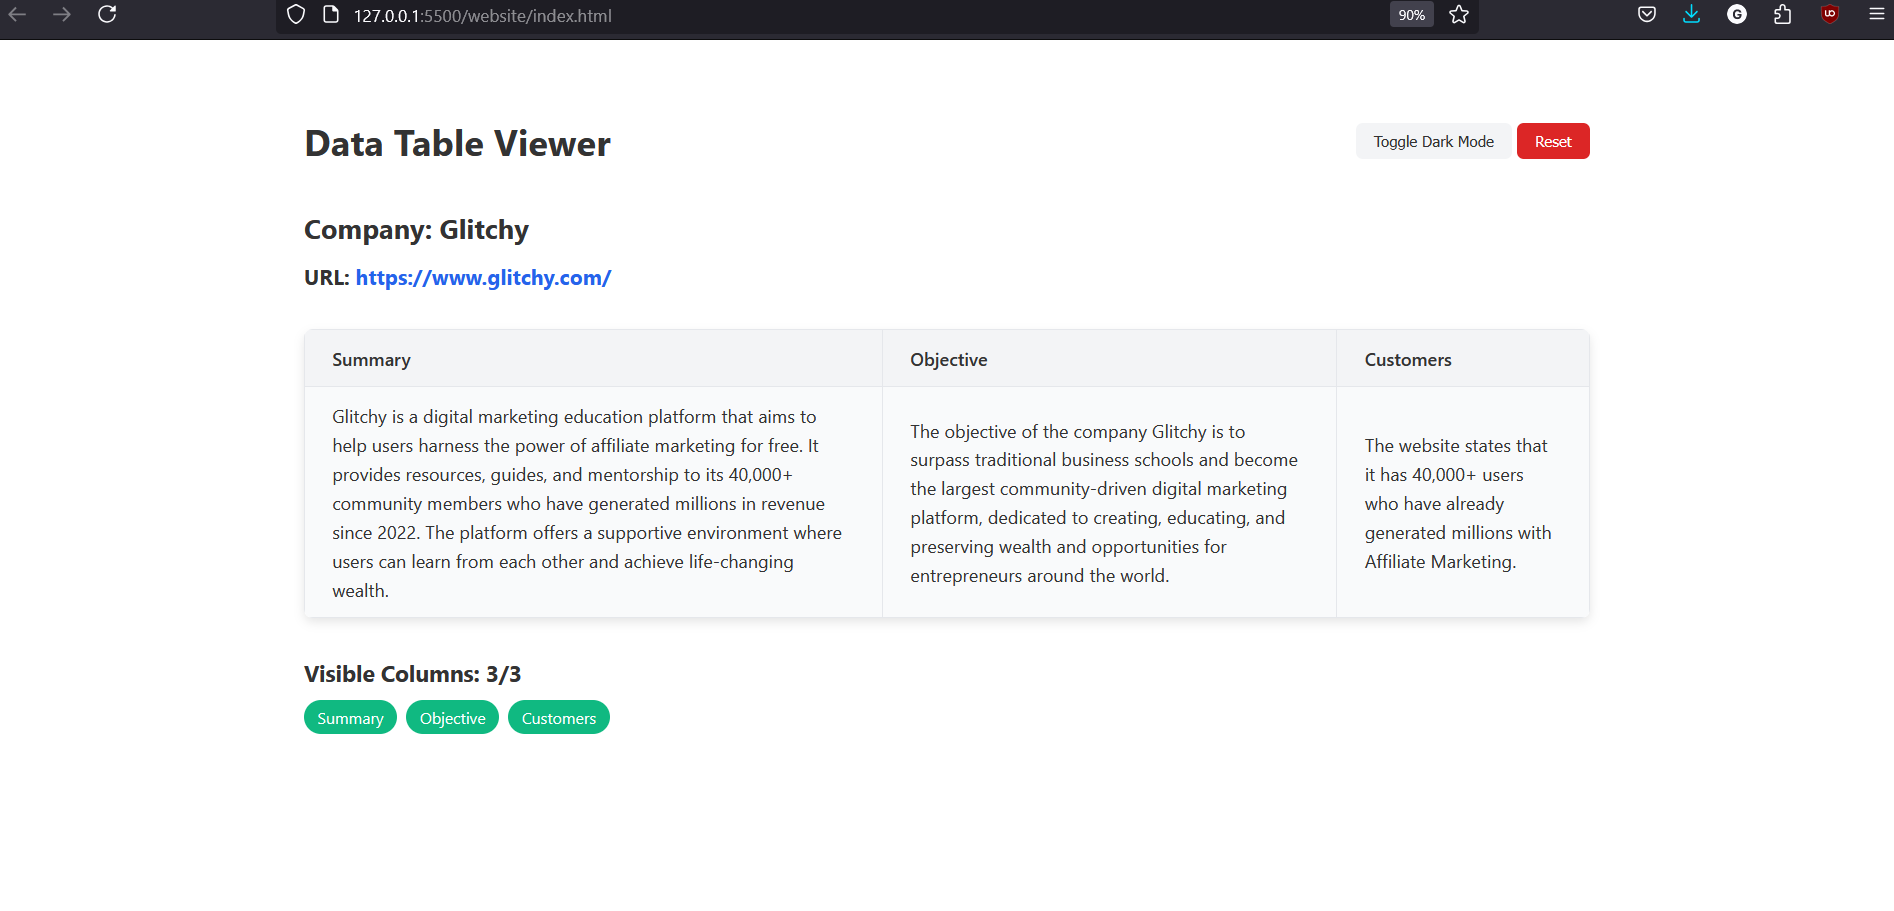 127.0.0.1:5500/website/index.html
90%
G
Data Table Viewer
Toggle Dark Mode
Reset
Company: Glitchy
URL: https://www.glitchy.com/
Summary
Objective
Customers
Glitchy is a digital marketing education platform that aims to
help users harness the power of affiliate marketing for free. It
provides resources, guides, and mentorship to its 40,000+
community members who have generated millions in revenue
since 2022. The platform offers a supportive environment where
users can learn from each other and achieve life-changing
wealth.
The objective of the company Glitchy is to
surpass traditional business schools and become
the largest community-driven digital marketing
platform, dedicated to creating, educating, and
preserving wealth and opportunities for
entrepreneurs around the world.
The website states that
it has 40,000+ users
who have already
generated millions with
Affiliate Marketing.
Visible Columns: 3/3
Summary
Objective
Customers